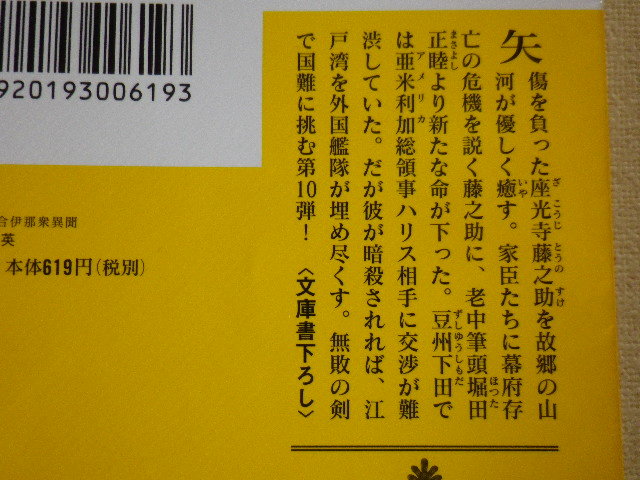 矢
傷を負った座光寺藤之助を故郷の山
河が優しく癒す。家臣たちに幕府存
亡の危機を説く藤之助に、老中筆頭堀田
正睦より新たな命が下った。豆州下田で
は亜米利加総領事ハリス相手に交渉が難
渋していた。だが彼が暗殺されれば、江
戸湾を外国艦隊が埋め尽くす。無敗の剣
で国難に挑む第10弾!〈文庫書下ろし〉
920193006193
合伊那衆異聞
英
本体619円(税別)